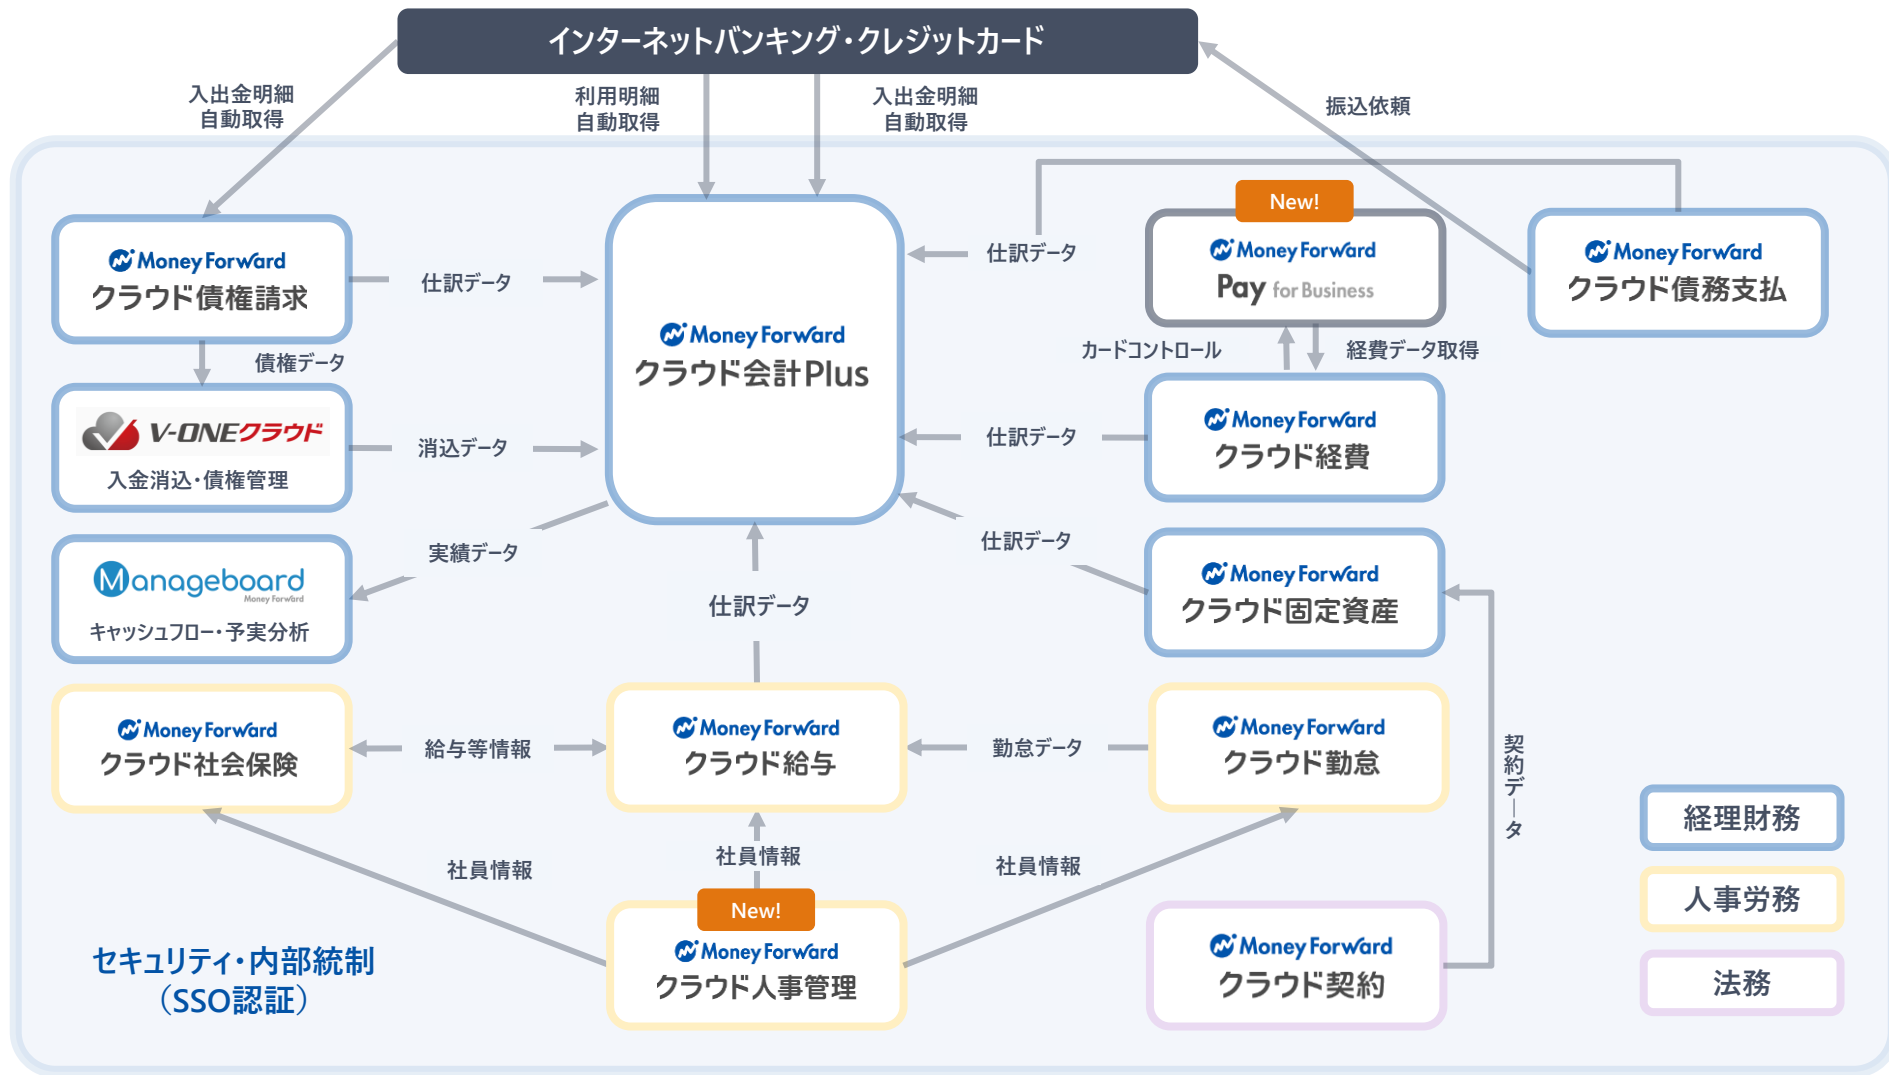 インターネットバンキング・クレジットカード
入出金明細
自動取得
利用明細
自動取得
入出金明細
自動取得
振込依頼
Money Forward
クラウド債権請求
仕訳データ
債権データ
V-ONEクラウド
入金消込・債権管理
消込データ
Manageboard
Money Forward
キャッシュフロー・予実分析
実績データ
Money Forward
クラウド会計Plus
仕訳データ
New!
Money Forward
Pay for Business
Money Forward
クラウド債務支払
カードコントロール
経費データ取得
仕訳データ
Money Forward
クラウド経費
仕訳データ
Money Forward
クラウド固定資産
仕訳データ
Money Forward
クラウド社会保険
給与等情報
Money Forward
クラウド給与
勤怠データ
Money Forward
クラウド勤怠
契約データ
社員情報
社員情報
社員情報
New!
Money Forward
クラウド人事管理
Money Forward
クラウド契約
セキュリティ・内部統制
（SSO認証）
経理財務
人事労務
法務